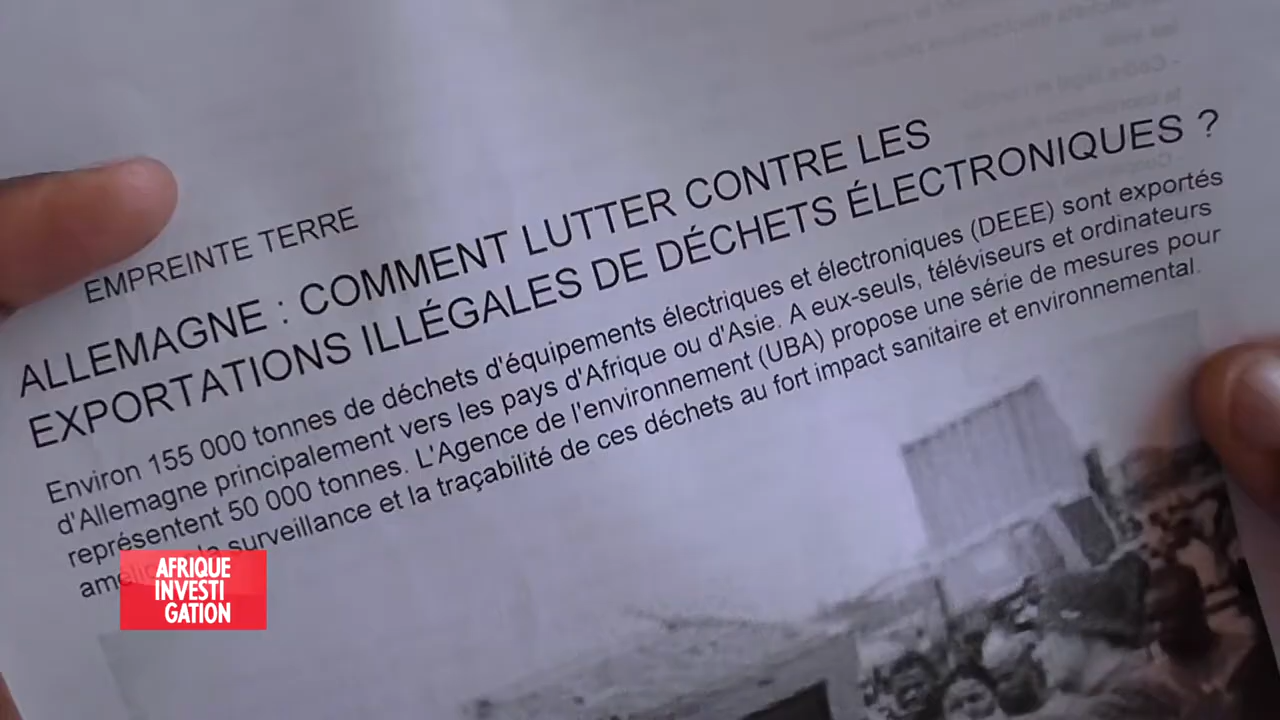 EMPREINTE TERRE
ALLEMAGNE : COMMENT LUTTER CONTRE LES
EXPORTATIONS ILLÉGALES DE DÉCHETS ÉLECTRONIQUES ?
Environ 155 000 tonnes de déchets d'équipements électriques et électroniques (DEEE) sont exportés
d'Allemagne principalement vers les pays d'Afrique ou d'Asie. A eux-seuls, téléviseurs et ordinateurs
représentent 50 000 tonnes. L'Agence de l'environnement (UBA) propose une série de mesures pour
la surveillance et la traçabilité de ces déchets au fort impact sanitaire et environnemental.
AFRIQUE
INVESTI
GATION